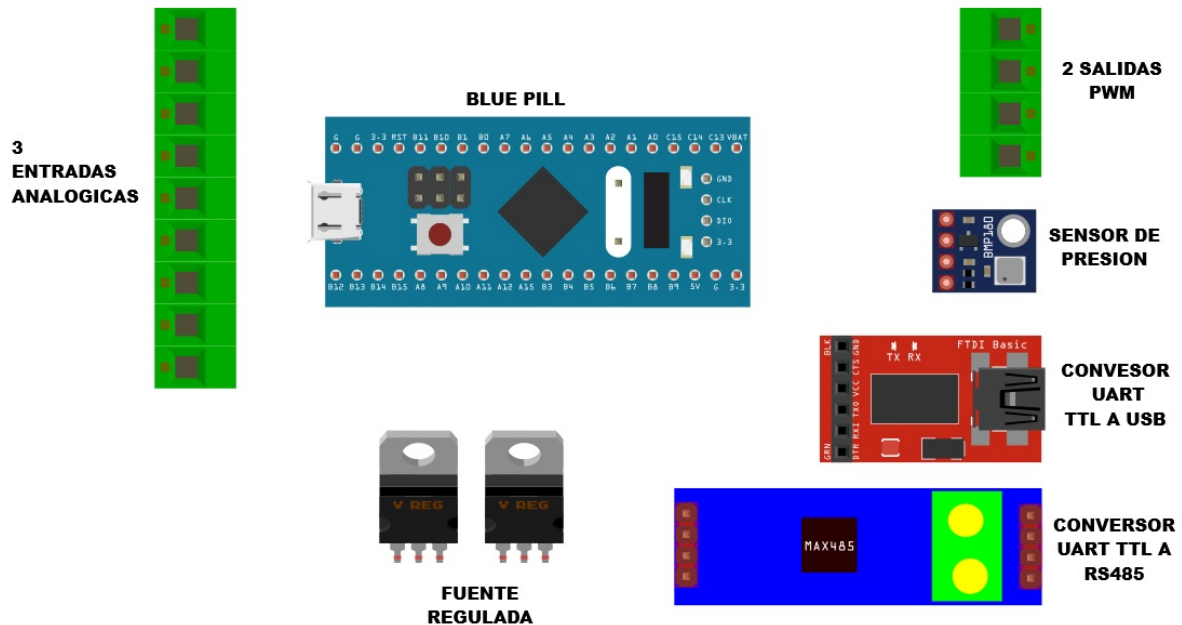 3
ENTRADAS
ANALOGICAS
BLUE PILL
G G 3.3 RST B11 B10 B1 B0 A7 A6 A5 A4 A3 A2 A1 A0 C15 C14 C13 VBAT
GND
CLK
DIO
3.3
B12 B13 B14 B15 A8 A9 A10 A11 A12 A15 B3 B4 B5 B6 B7 B8 B9 5V G 3.3
2 SALIDAS
PWM
BMP180
SENSOR DE
PRESION
BLK
GND
CTS
VCC
TXO
RXI
DTR
GRN
TX RX
FTDI Basic
CONVESOR
UART
TTL A USB
V REG
V REG
FUENTE
REGULADA
MAX485
CONVERSOR
UART TTL A
RS485